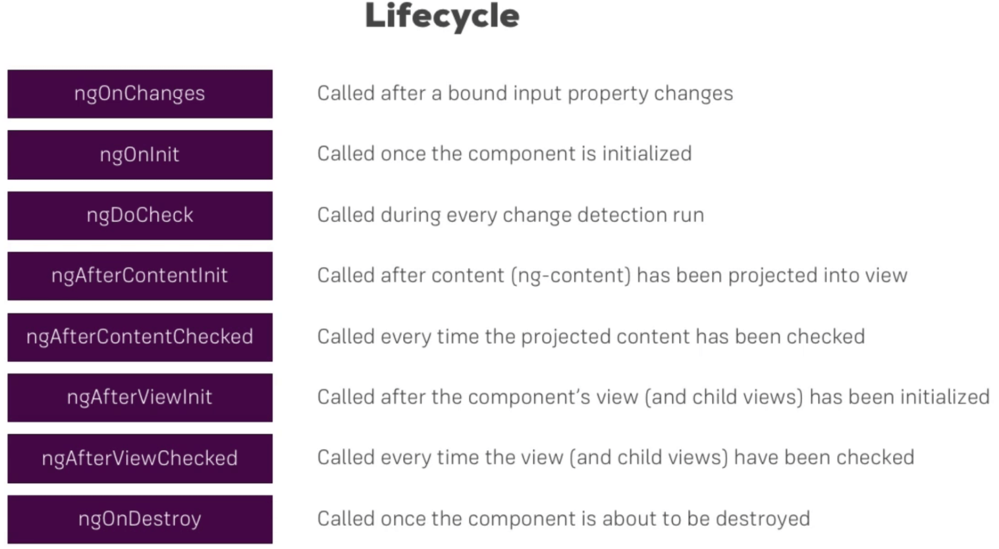 Lifecycle
ngOnChanges Called after a bound input property changes
ngOnInit Called once the component is initialized
ngDoCheck Called during every change detection run
ngAfterContentInit Called after content (ng-content) has been projected into view
ngAfterContentChecked Called every time the projected content has been checked
ngAfterViewInit Called after the component’s view (and child views) has been initialized
ngAfterViewChecked Called every time the view (and child views) have been checked
ngOnDestroy Called once the component is about to be destroyed